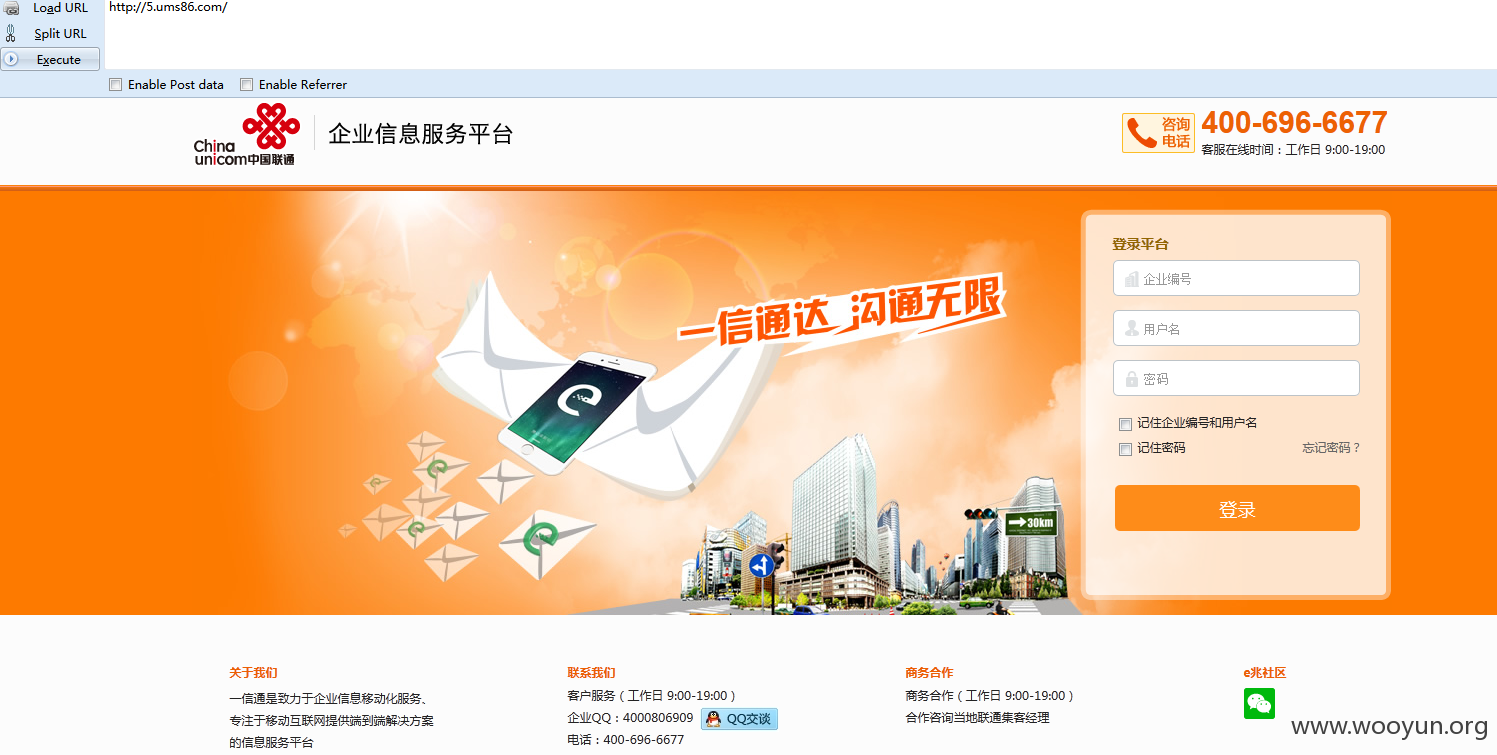 Load URL
http://5.ums86.com/
Split URL
Execute
Enable Post data
Enable Referrer
China
unicom中国联通
企业信息服务平台
咨询
电话
400-696-6677
客服在线时间：工作日 9:00-19:00
一信通达 沟通无限
30km
登录平台
企业编号
用户名
密码
记住企业编号和用户名
记住密码
忘记密码？
登录
关于我们
一信通是致力于企业信息移动化服务、
专注于移动互联网提供端到端解决方案
的信息服务平台
联系我们
客户服务（工作日 9:00-19:00）
企业QQ：4000806909
QQ交谈
电话：400-696-6677
商务合作
商务合作（工作日 9:00-19:00）
合作咨询当地联通集客经理
e兆社区
www.wooyun.org